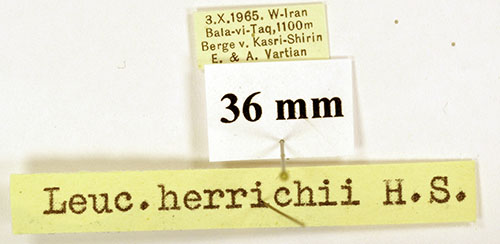 3.X.1965. W-Iran
Bala-vi-Taq,1100m
Berge v. Kasri-Shirin
E. & A. Vartian
36 mm
Leuc.herrichii H.S.